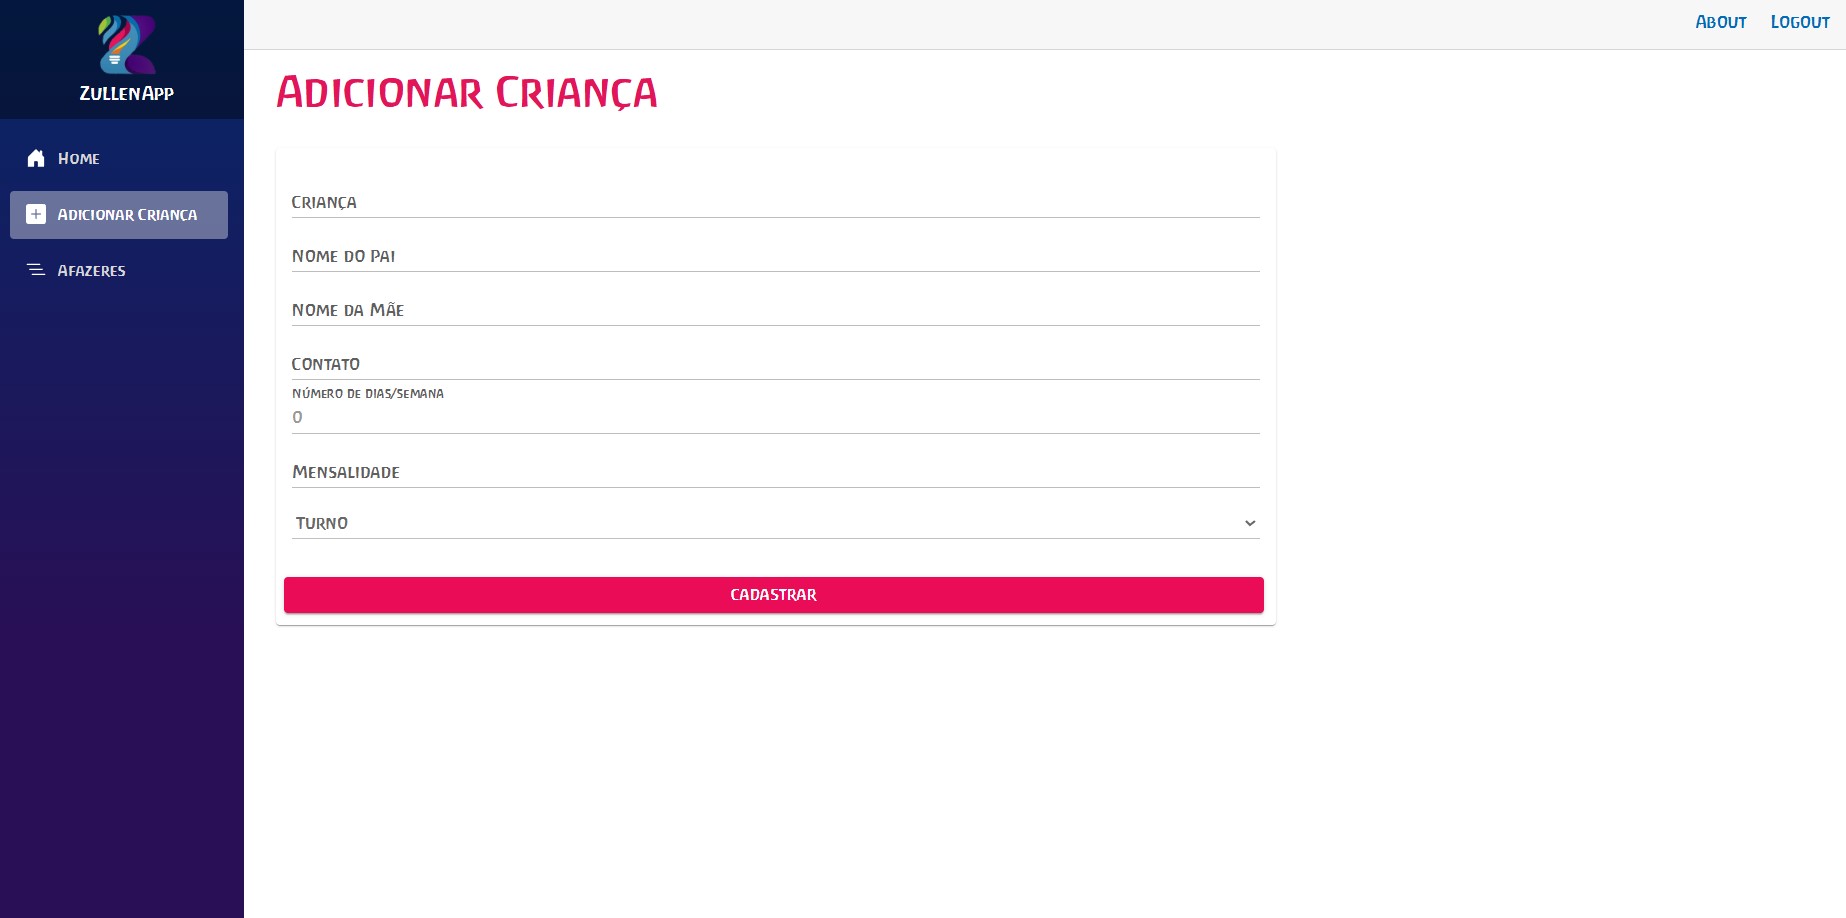 ZullenApp
Home
Adicionar Criança
Afazeres
About Logout
Adicionar Criança
Criança
Nome do Pai
Nome da Mãe
Contato
Número de dias/semana
0
Mensalidade
Turno
CADASTRAR